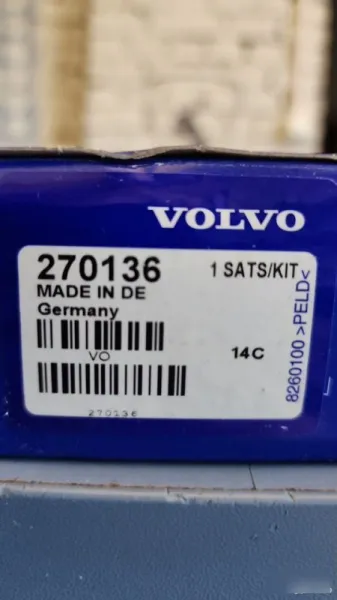 VOLVO
270136 1 SATS/KIT
MADE IN DE
Germany
VO
14C
270136
8260100 >PELD<